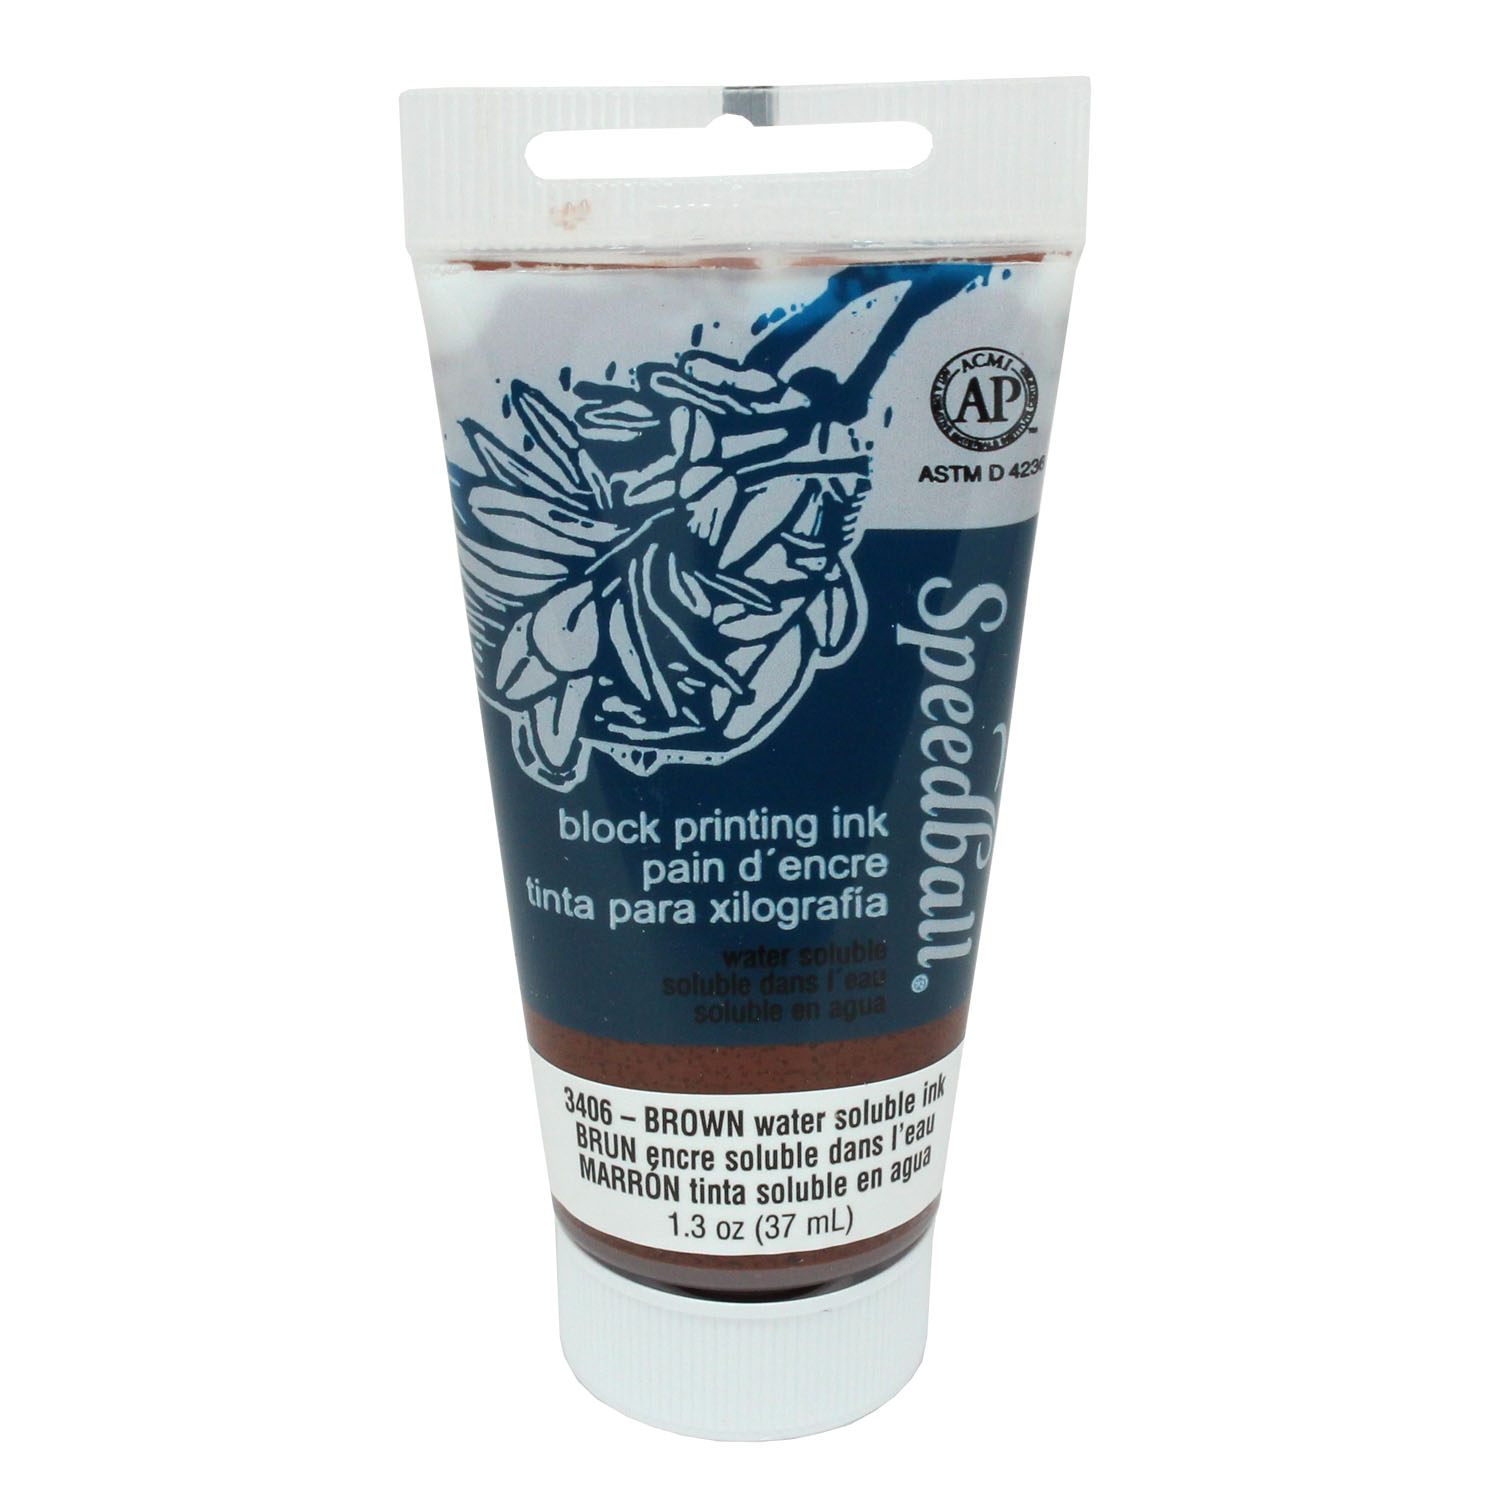 ACMI
AP
ASTM D 4236
Speedball®
block printing ink
pain d´encre
tinta para xilografía
water soluble
soluble dans l´eau
soluble en agua
3406 – BROWN water soluble ink
BRUN encre soluble dans l'eau
MARRÓN tinta soluble en agua
1.3 oz (37 mL)